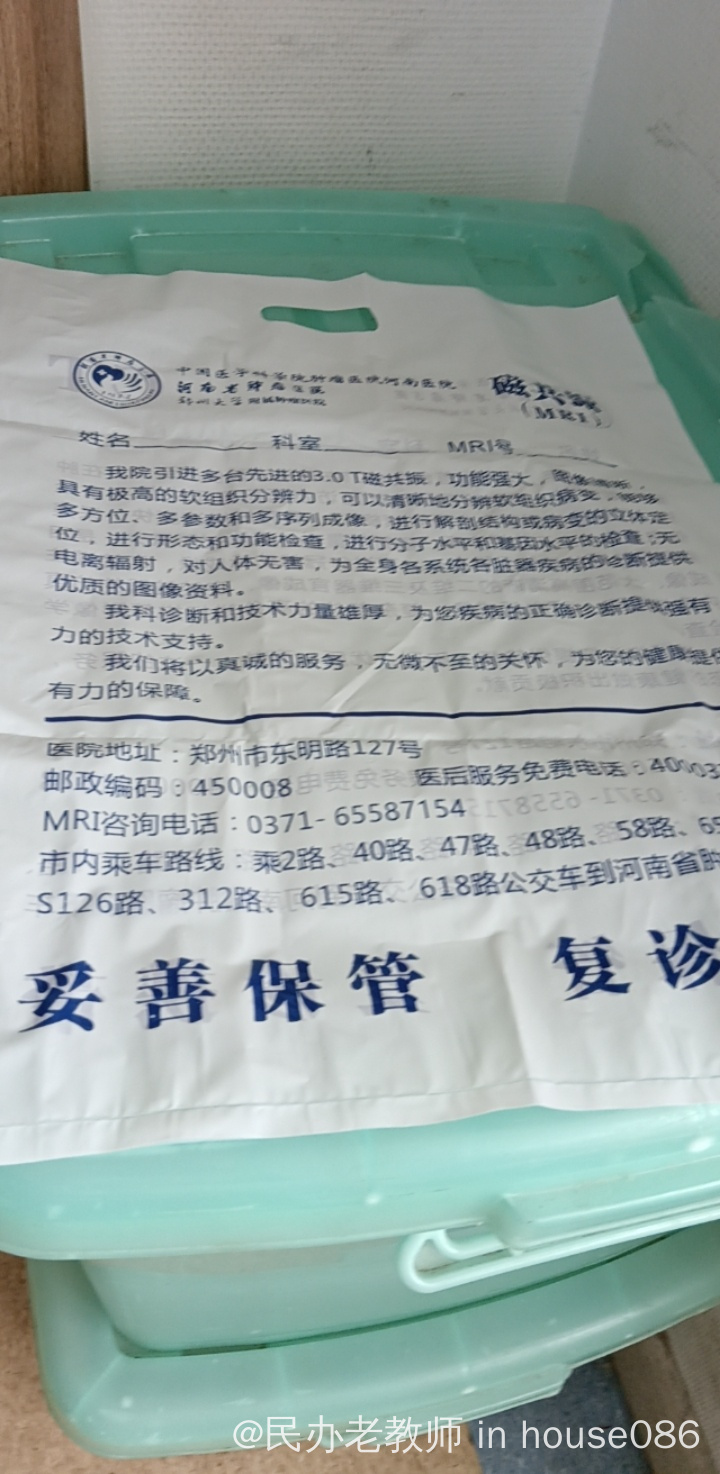 中国医学科学院肿瘤医院河南医院
河南省肿瘤医院
郑州大学附属肿瘤医院
磁共振
(MRI)
姓名 科室 MRI号
我院引进多台先进的3.0 T磁共振，功能强大，
具有极高的软组织分辨力，可以清晰地分辨软组织病变，能够
多方位、多参数和多序列成像，进行解剖结构或病变的立体定
位，进行形态和功能检查，进行分子水平和基因水平的检查；无
电离辐射，对人体无害，为全身各系统各脏器疾病的诊断提供
优质的图像资料。
我科诊断和技术力量雄厚，为您疾病的正确诊断提供强有
力的技术支持。
我们将以真诚的服务，无微不至的关怀，为您的健康提供
有力的保障。
医院地址：郑州市东明路127号
邮政编码：450008 医后服务免费电话：40003
MRI咨询电话：0371-65587154
市内乘车路线：乘2路、40路、47路、48路、58路、6
S126路、312路、615路、618路公交车到河南省肿
妥善保管 复诊
@民办老教师 in house086